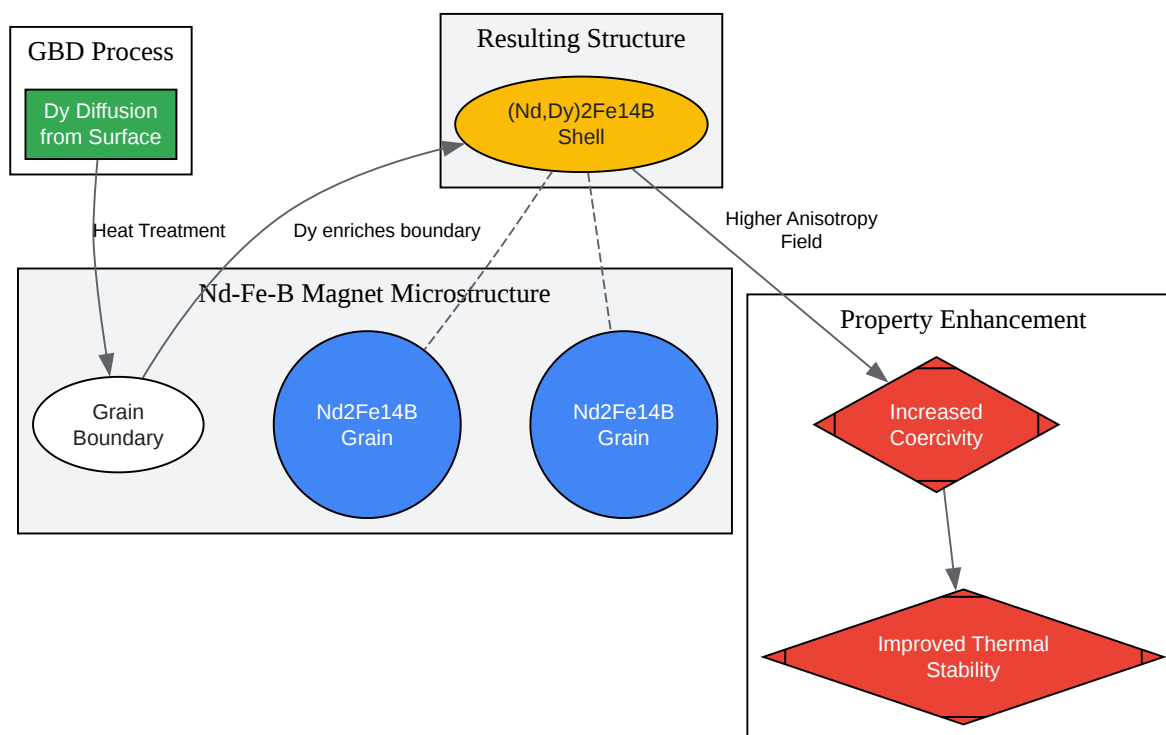 GBD Process
Dy Diffusion
from Surface
Resulting Structure
(Nd,Dy)2Fe14B
Shell
Heat Treatment
Dy enriches boundary
Higher Anisotropy
Field
Nd-Fe-B Magnet Microstructure
Grain
Boundary
Nd2Fe14B
Grain
Nd2Fe14B
Grain
Property Enhancement
Increased
Coercivity
Improved Thermal
Stability